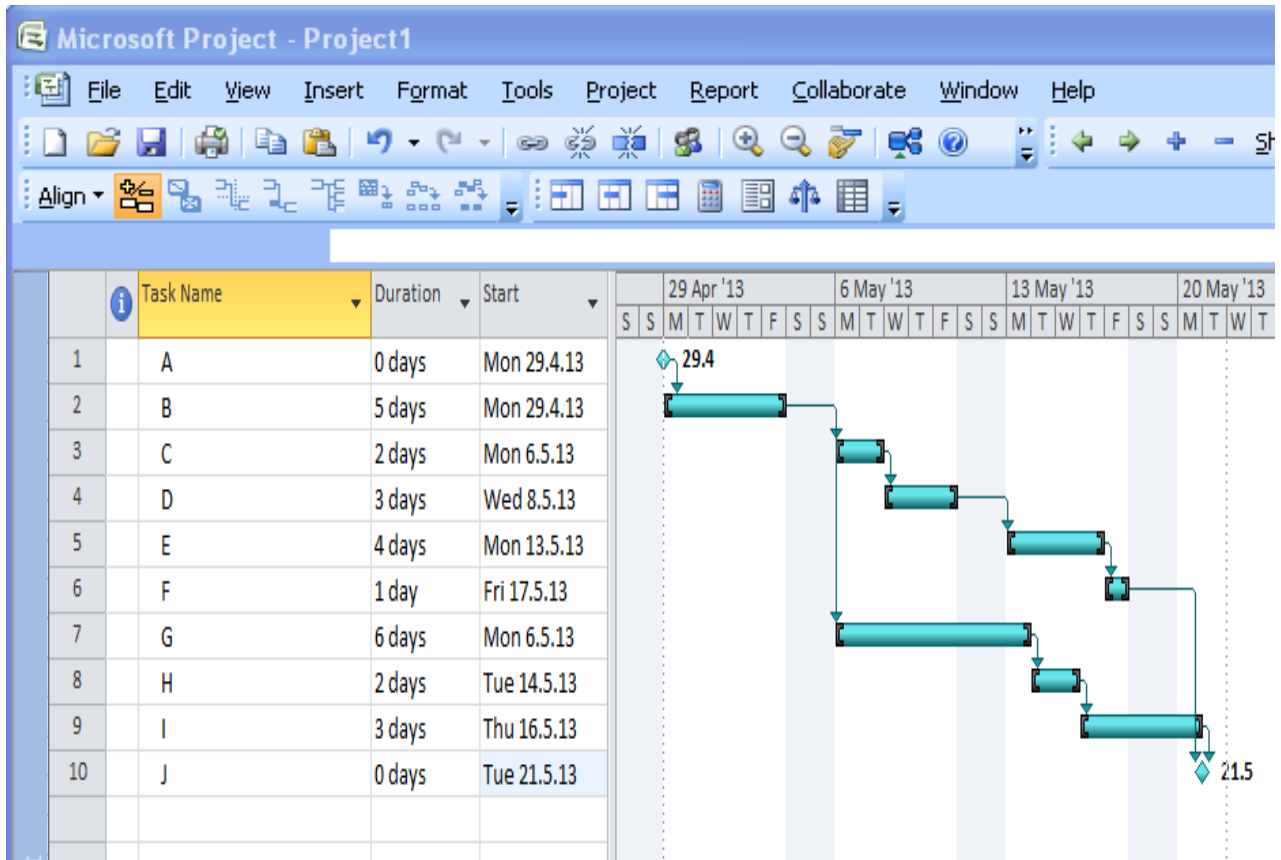 Microsoft Project - Project1
File Edit View Insert Format Tools Project Report Collaborate Window Help
Sh
Align
Task Name Duration Start 29 Apr '13 6 May '13 13 May '13 20 May '13
S S M T W T F S S M T W T F S S M T W T F S S M T W T
1 A 0 days Mon 29.4.13 29.4
2 B 5 days Mon 29.4.13
3 C 2 days Mon 6.5.13
4 D 3 days Wed 8.5.13
5 E 4 days Mon 13.5.13
6 F 1 day Fri 17.5.13
7 G 6 days Mon 6.5.13
8 H 2 days Tue 14.5.13
9 I 3 days Thu 16.5.13
10 J 0 days Tue 21.5.13 21.5